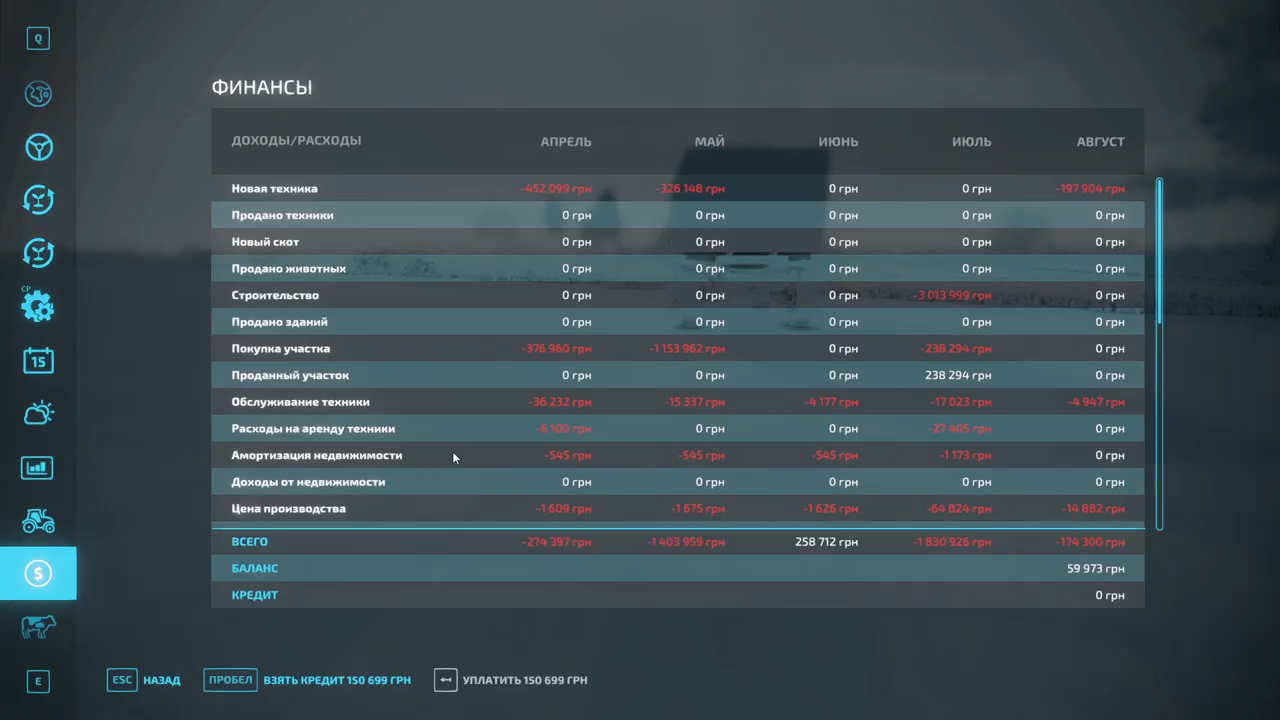 Q
ФИНАНСЫ
ДОХОДЫ/РАСХОДЫ АПРЕЛЬ МАЙ ИЮНЬ ИЮЛЬ АВГУСТ
Новая техника -452 099 грн -326 148 грн 0 грн 0 грн -197 904 грн
Продано техники 0 грн 0 грн 0 грн 0 грн 0 грн
Новый скот 0 грн 0 грн 0 грн 0 грн 0 грн
Продано животных 0 грн 0 грн 0 грн 0 грн 0 грн
CP
Строительство 0 грн 0 грн 0 грн -3 013 999 грн 0 грн
Продано зданий 0 грн 0 грн 0 грн 0 грн 0 грн
Покупка участка -376 960 грн -1 153 962 грн 0 грн -238 294 грн 0 грн
15
Проданный участок 0 грн 0 грн 0 грн 238 294 грн 0 грн
Обслуживание техники -36 232 грн -15 337 грн -4 177 грн -17 023 грн -4 947 грн
Расходы на аренду техники -6 100 грн 0 грн 0 грн -27 405 грн 0 грн
Амортизация недвижимости -545 грн -545 грн -545 грн -1 173 грн 0 грн
Доходы от недвижимости 0 грн 0 грн 0 грн 0 грн 0 грн
Цена производства -1 609 грн -1 675 грн -1 626 грн -64 824 грн -14 882 грн
ВСЕГО -274 397 грн -1 403 959 грн 258 712 грн -1 830 926 грн -174 300 грн
БАЛАНС 59 973 грн
$
КРЕДИТ 0 грн
E
ESC НАЗАД ПРОБЕЛ ВЗЯТЬ КРЕДИТ 150 699 ГРН УПЛАТИТЬ 150 699 ГРН